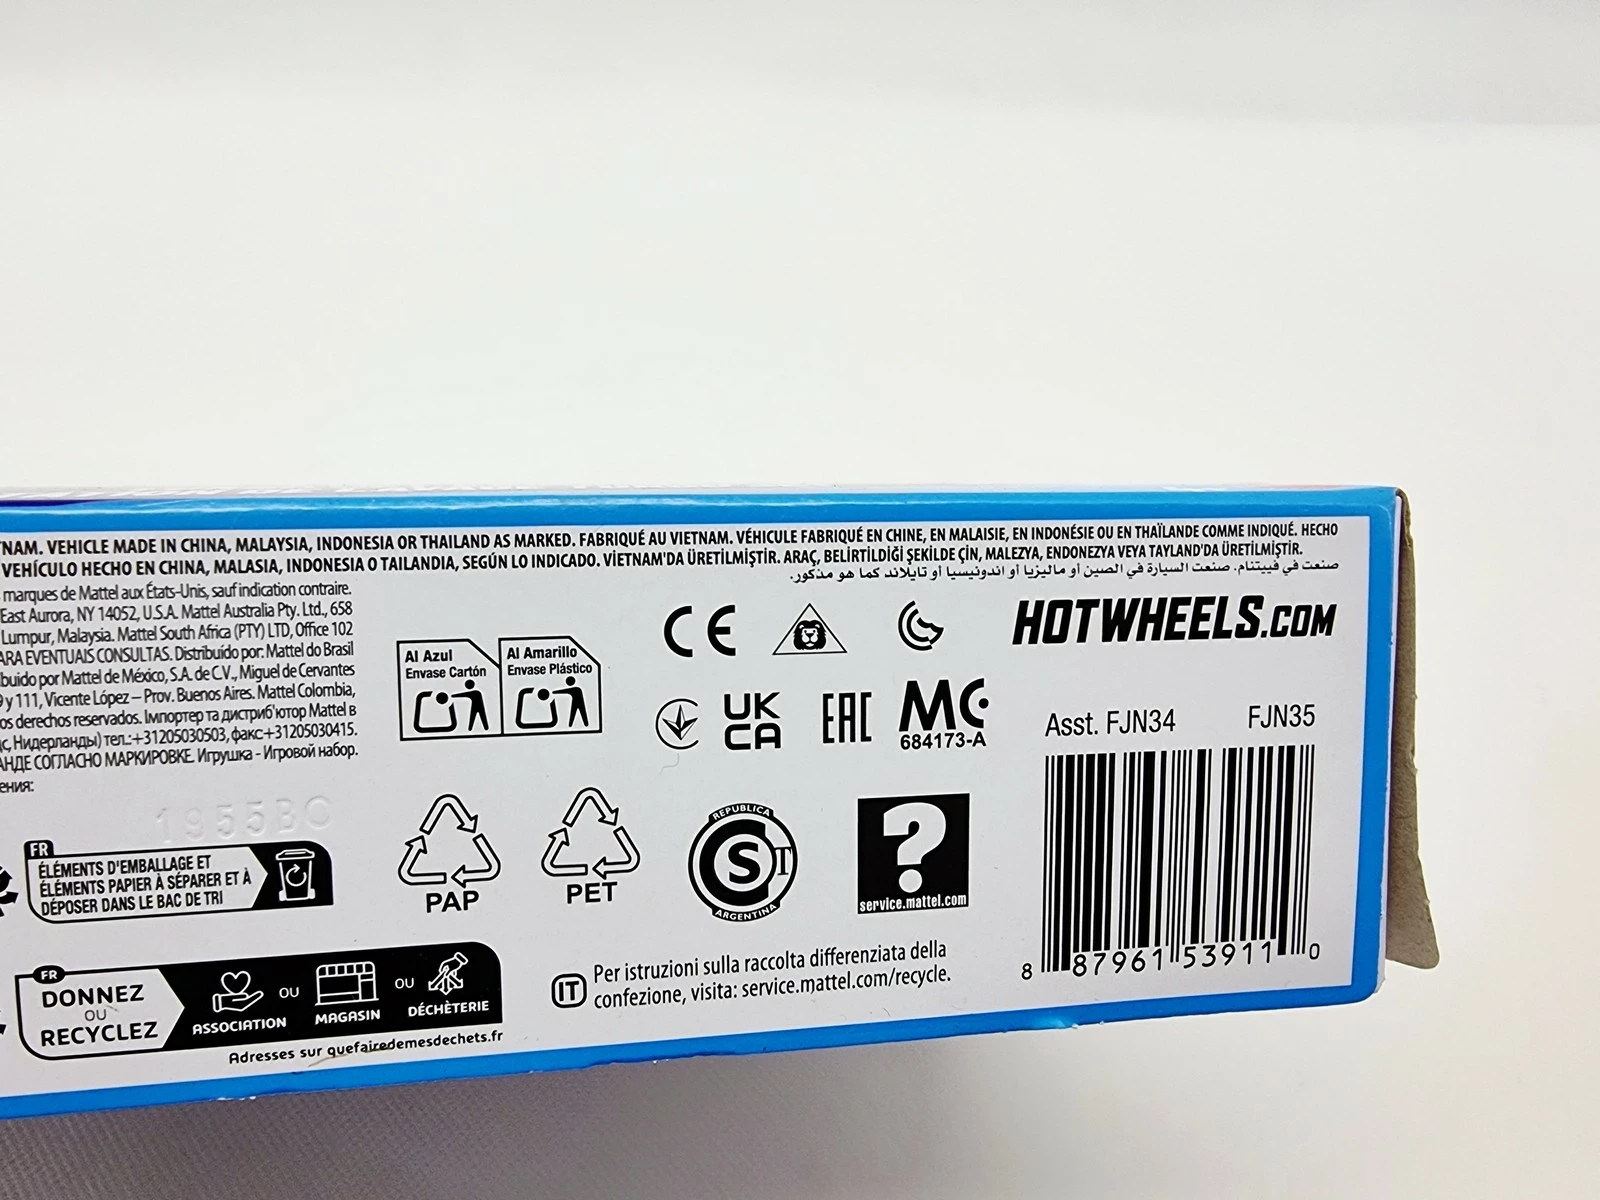 TNAM. VEHICLE MADE IN CHINA, MALAYSIA, INDONESIA OR THAILAND AS MARKED. FABRIQUÉ AU VIETNAM. VÉHICULE FABRIQUÉ EN CHINE, EN MALAISIE, EN INDONÉSIE OU EN THAÏLANDE COMME INDIQUÉ. HECHO
VEHÍCULO HECHO EN CHINA, MALASIA, INDONESIA O TAILANDIA, SEGÚN LO INDICADO. VIETNAM'DA ÜRETİLMİŞTİR. ARAÇ, BELİRTİLDİĞİ ŞEKİLDE ÇİN, MALEZYA, ENDONEZYA VEYA TAYLAND'DA ÜRETİLMİŞTİR.
صنعت في فييتنام. صنعت السيارة في الصين أو ماليزيا أو اندونيسيا أو تايلاند كما هو مذكور.
marques de Mattel aux États-Unis, sauf indication contraire.
East Aurora, NY 14052, U.S.A. Mattel Australia Pty. Ltd., 658
Lumpur, Malaysia. Mattel South Africa (PTY) LTD, Office 102
ARA EVENTUAIS CONSULTAS. Distribuído por: Mattel do Brasil
buido por Mattel de México, S.A. de C.V., Miguel de Cervantes
9 y 111, Vicente López – Prov. Buenos Aires. Mattel Colombia,
os derechos reservados. Імпортер та дистриб'ютор Mattel в
с, Нидерланды) тел.:+31205030503, факс:+31205030415.
АНДЕ СОГЛАСНО МАРКИРОВКЕ. Игрушка - Игровой набор.
ения:
1955BC
FR
ÉLÉMENTS D'EMBALLAGE ET
ÉLÉMENTS PAPIER À SÉPARER ET À
DÉPOSER DANS LE BAC DE TRI
FR
DONNEZ
OU
RECYCLEZ
ASSOCIATION
OU
MAGASIN
OU
DÉCHÈTERIE
Adresses sur quefairedemesdechets.fr
Al Azul
Envase Cartón
Al Amarillo
Envase Plástico
PAP
PET
CE
UK
CA
EAC
MC
684173-A
REPUBLICA
S
T
ARGENTINA
?
service.mattel.com
IT
Per istruzioni sulla raccolta differenziata della
confezione, visita: service.mattel.com/recycle.
HOTWHEELS.COM
Asst. FJN34
FJN35
8 87961 53911 0